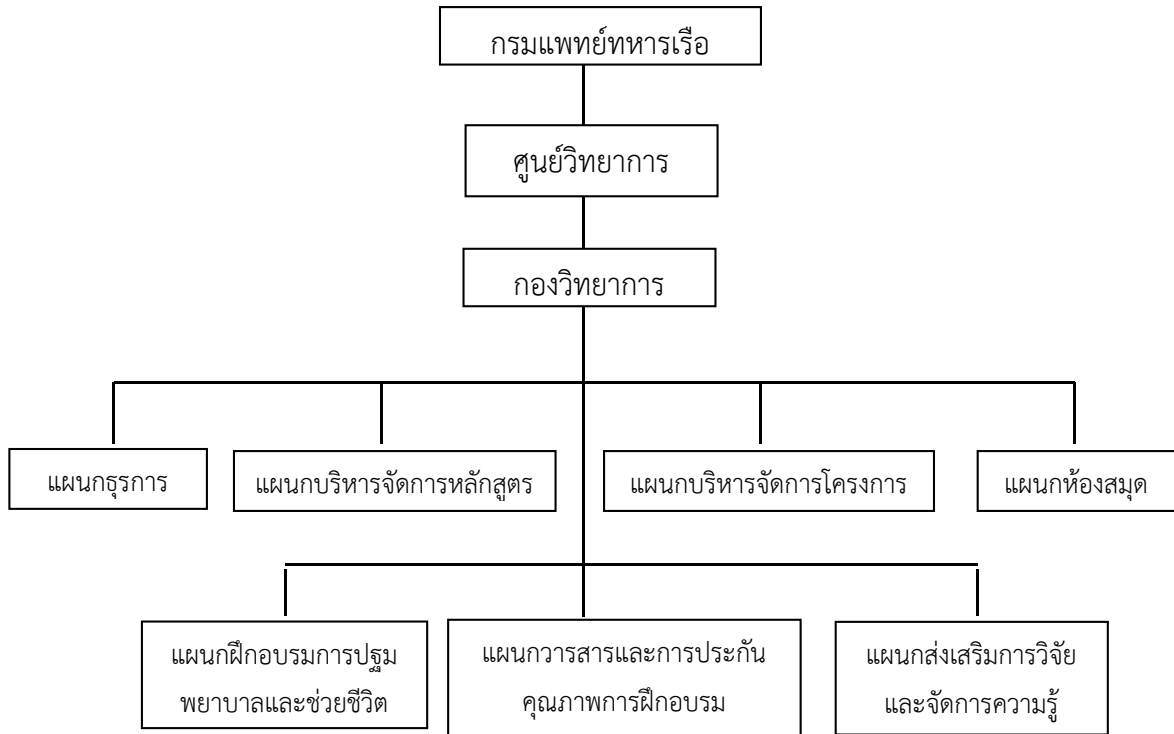 กรมแพทย์ทหารเรือ
ศูนย์วิทยาการ
กองวิทยาการ
แผนกธุรการ
แผนกบริหารจัดการหลักสูตร
แผนกบริหารจัดการโครงการ
แผนกห้องสมุด
แผนกฝึกอบรมการปฐม
พยาบาลและช่วยชีวิต
แผนกวารสารและการประกัน
คุณภาพการฝึกอบรม
แผนกส่งเสริมการวิจัย
และจัดการความรู้